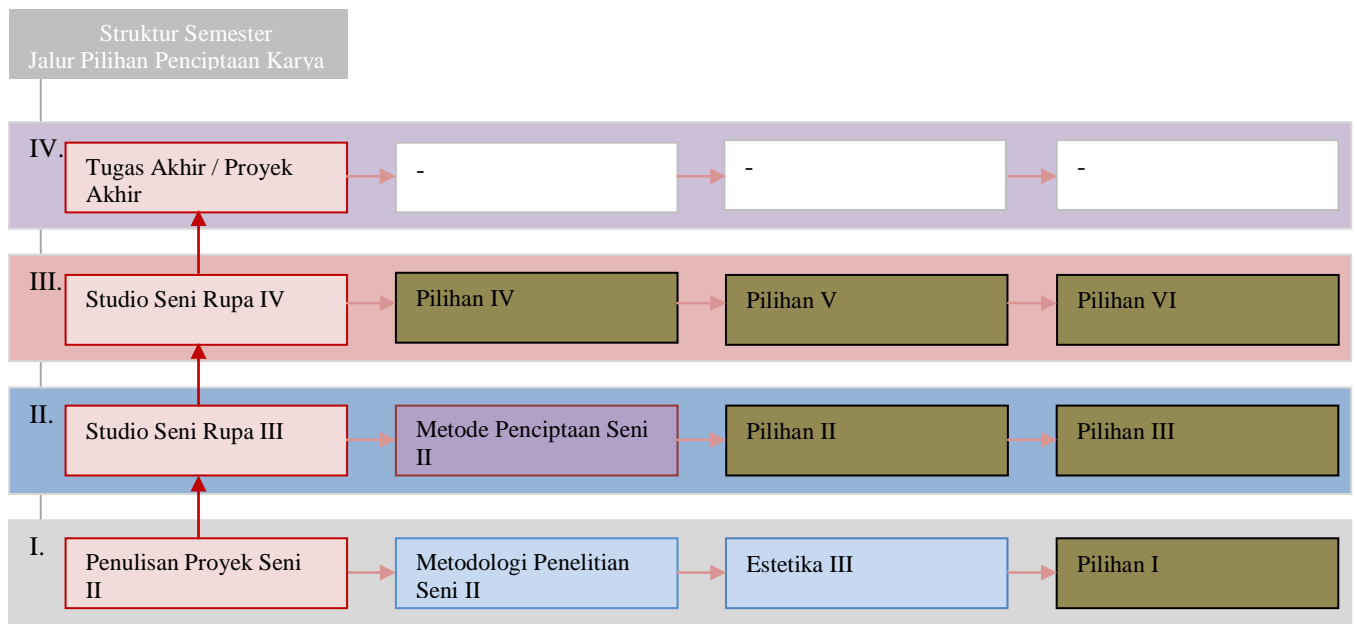 Struktur Semester
Jalur Pilihan Penciptaan Karya
IV.
Tugas Akhir / Proyek
Akhir
-
-
-
III.
Studio Seni Rupa IV
Pilihan IV
Pilihan V
Pilihan VI
II.
Studio Seni Rupa III
Metode Penciptaan Seni
II
Pilihan II
Pilihan III
I.
Penulisan Proyek Seni
II
Metodologi Penelitian
Seni II
Estetika III
Pilihan I